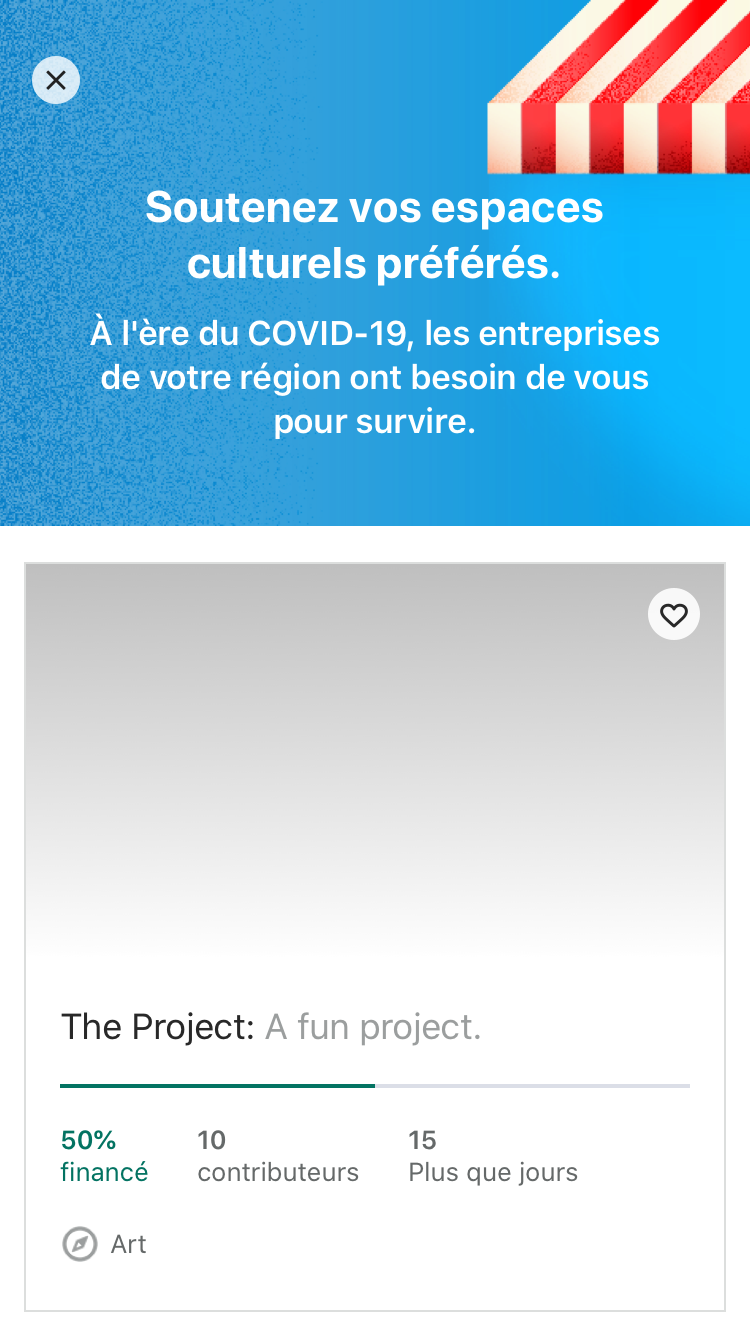 Soutenez vos espaces
culturels préférés.
À l'ère du COVID-19, les entreprises
de votre région ont besoin de vous
pour survire.
The Project: A fun project.
50%
financé
10
contributeurs
15
Plus que jours
Art